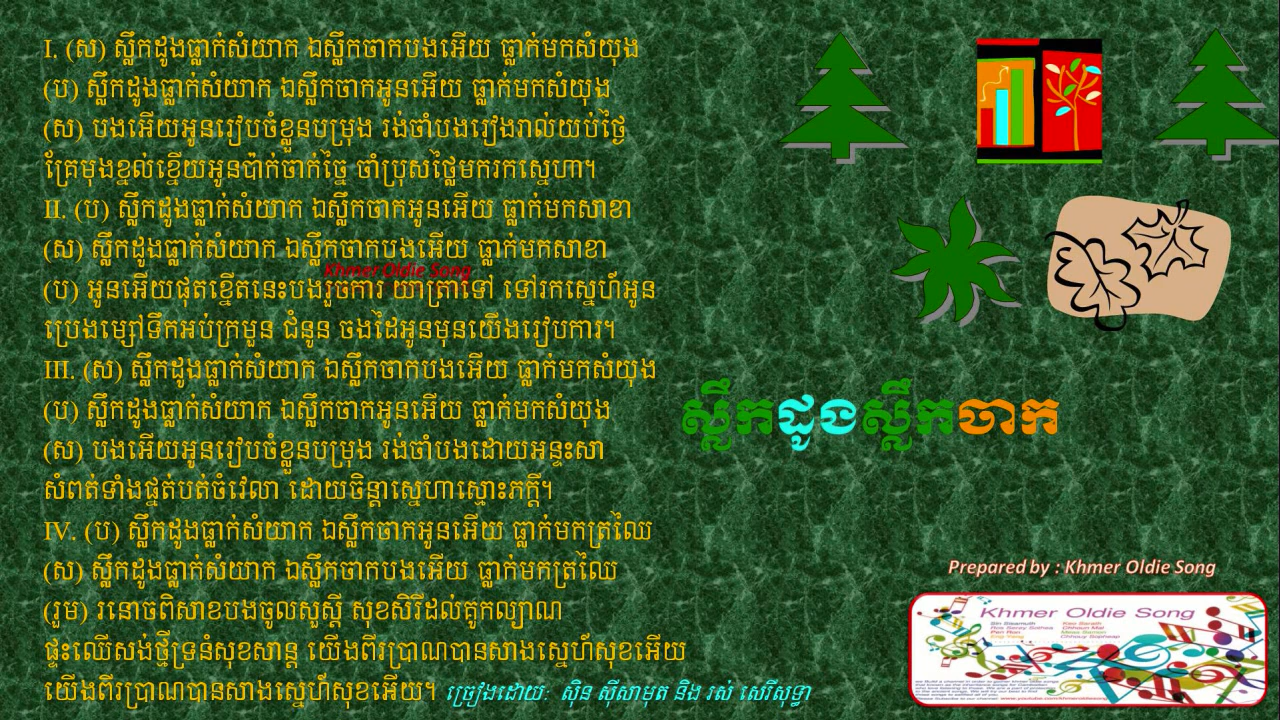 I. (ស) ស្លឹកដូងធ្លាក់សំយាក ឯស្លឹកចាកបងអើយ ធ្លាក់មកសំយុង
(ប) ស្លឹកដូងធ្លាក់សំយាក ឯស្លឹកចាកអូនអើយ ធ្លាក់មកសំយុង
(ស) បងអើយអូនរៀបចំខ្លួនបម្រុង រង់ចាំបងរៀងរាល់យប់ថ្ងៃ
គ្រែមុងខ្នល់ខ្នើយអូនប៉ាក់ចាក់ច្នៃ ចាំប្រុសថ្លៃមករកស្នេហា។
II. (ប) ស្លឹកដូងធ្លាក់សំយាក ឯស្លឹកចាកអូនអើយ ធ្លាក់មកសាខា
(ស) ស្លឹកដូងធ្លាក់សំយាក ឯស្លឹកចាកបងអើយ ធ្លាក់មកសាខា
Khmer Oldie Song
(ប) អូនអើយផុតខ្នើតនេះបងរួចការ យាត្រាទៅ ទៅរកស្នេហ៍អូន
ប្រេងម្សៅទឹកអប់ក្រមួន ជំនូន ចងដៃអូនមុនយើងរៀបការ។
III. (ស) ស្លឹកដូងធ្លាក់សំយាក ឯស្លឹកចាកបងអើយ ធ្លាក់មកសំយុង
(ប) ស្លឹកដូងធ្លាក់សំយាក ឯស្លឹកចាកអូនអើយ ធ្លាក់មកសំយុង
(ស) បងអើយអូនរៀបចំខ្លួនបម្រុង រង់ចាំបងដោយអន្ទះសា
សំពត់ទាំងផ្នត់បត់ចំវេលា ដោយចិន្តាស្នេហាស្មោះភក្តី។
IV. (ប) ស្លឹកដូងធ្លាក់សំយាក ឯស្លឹកចាកអូនអើយ ធ្លាក់មកត្រឈៃ
(ស) ស្លឹកដូងធ្លាក់សំយាក ឯស្លឹកចាកបងអើយ ធ្លាក់មកត្រឈៃ
(រួម) រនោចពិសាខបងចូលសួស្តី សុខសិរីដល់គូកល្យាណ
ផ្ទះឈើសង់ថ្មីទ្រនំសុខសាន្ត យើងពីរប្រាណបានសាងស្នេហ៍សុខអើយ
យើងពីរប្រាណបានសាងស្នេហ៍សុខអើយ។ ច្រៀងដោយ. ស៊ិន ស៊ីសាមុត និង រស់ សេរីសុទ្ធា
ស្លឹកដូងស្លឹកចាក
Prepared by : Khmer Oldie Song
Khmer Oldie Song
Sin Sisamuth Keo Sarath
Ros Serey Sothea Chhoun Mal
Pen Ran Meas Samon